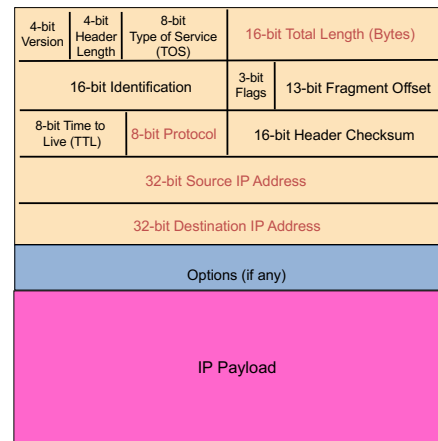 4-bit
Version
4-bit
Header
Length
8-bit
Type of Service
(TOS)
16-bit Total Length (Bytes)
16-bit Identification
3-bit
Flags
13-bit Fragment Offset
8-bit Time to
Live (TTL)
8-bit Protocol
16-bit Header Checksum
32-bit Source IP Address
32-bit Destination IP Address
Options (if any)
IP Payload